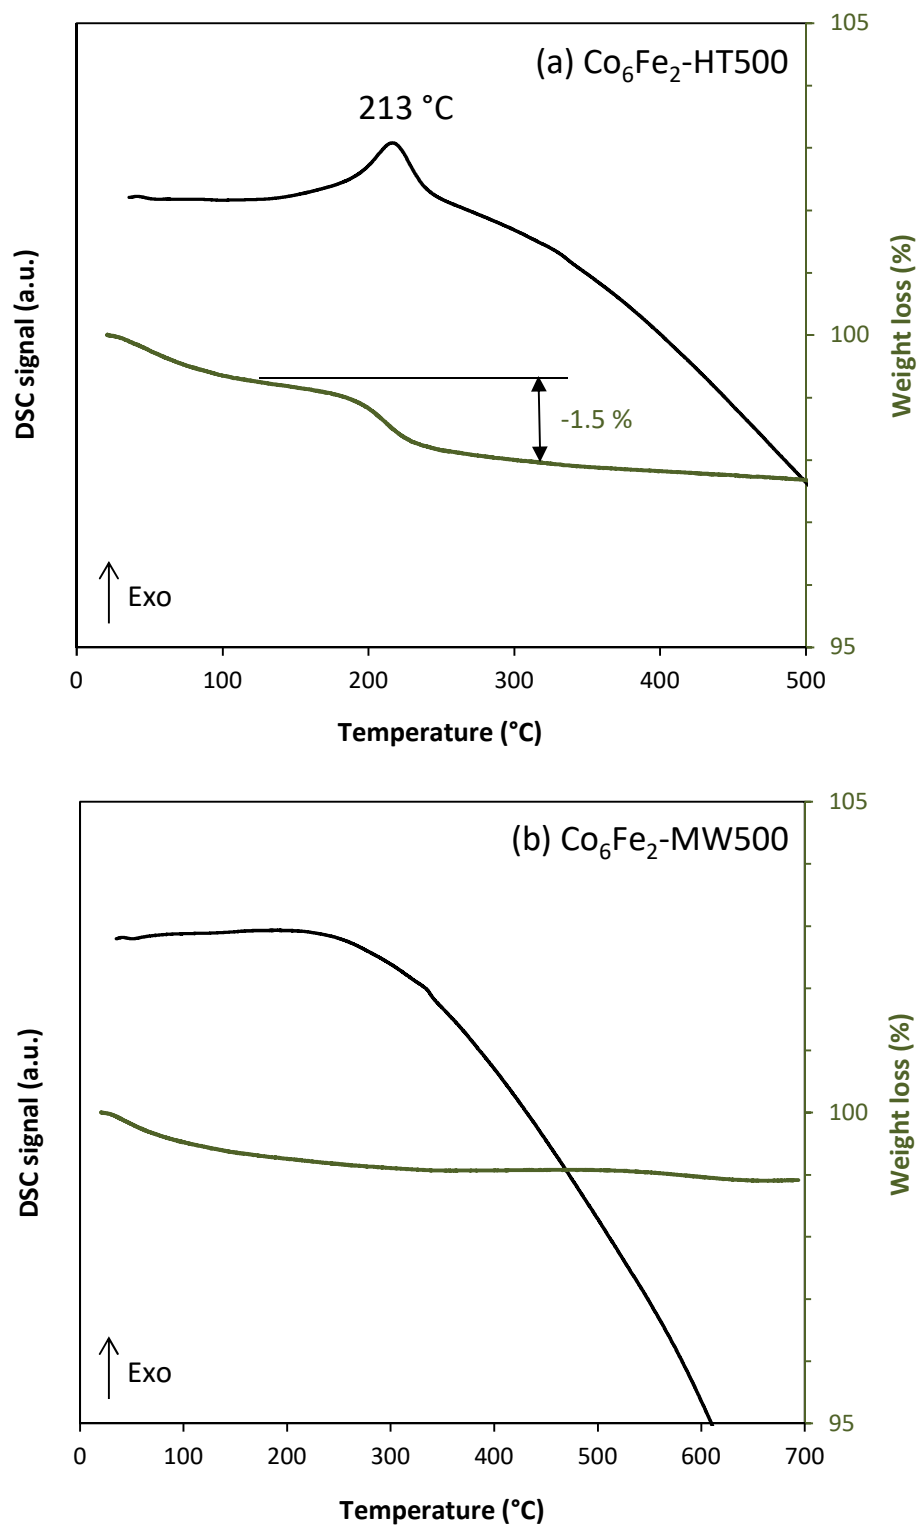 105
(a) Co₆Fe₂-HT500
213 °C
DSC signal (a.u.)
100
Weight loss (%)
-1.5 %
Exo
95
0 100 200 300 400 500
Temperature (°C)
105
(b) Co₆Fe₂-MW500
DSC signal (a.u.)
100
Weight loss (%)
Exo
95
0 100 200 300 400 500 600 700
Temperature (°C)